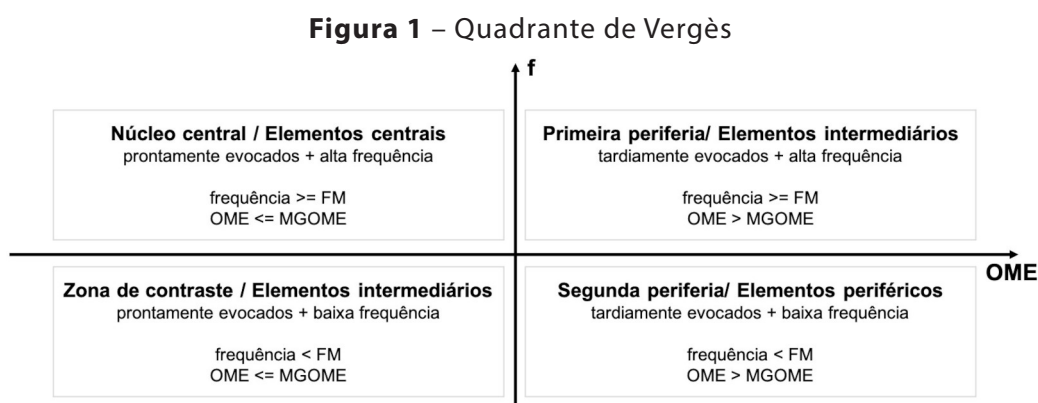 Figura 1 – Quadrante de Vergès
f
Núcleo central / Elementos centrais
prontamente evocados + alta frequência
frequência >= FM
OME <= MGOME
Primeira periferia/ Elementos intermediários
tardiamente evocados + alta frequência
frequência >= FM
OME > MGOME
OME
Zona de contraste / Elementos intermediários
prontamente evocados + baixa frequência
frequência < FM
OME <= MGOME
Segunda periferia/ Elementos periféricos
tardiamente evocados + baixa frequência
frequência < FM
OME > MGOME